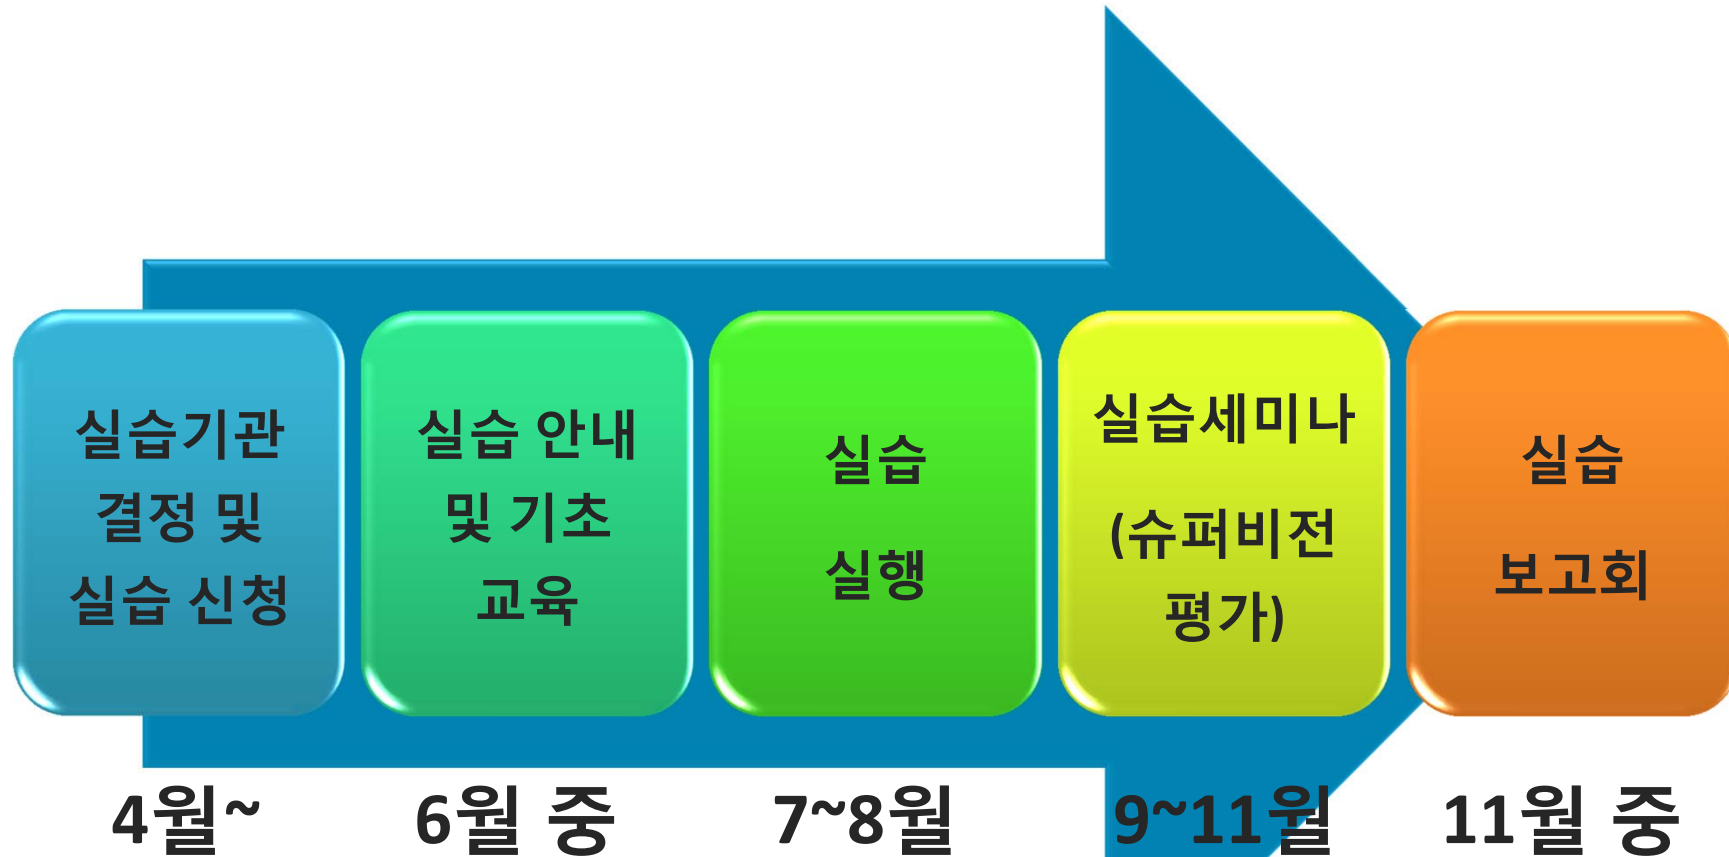 실습기관
결정 및
실습 신청
실습 안내
및 기초
교육
실습
실행
실습세미나
(슈퍼비전
평가)
실습
보고회
4월~
6월 중
7~8월
9~11월
11월 중